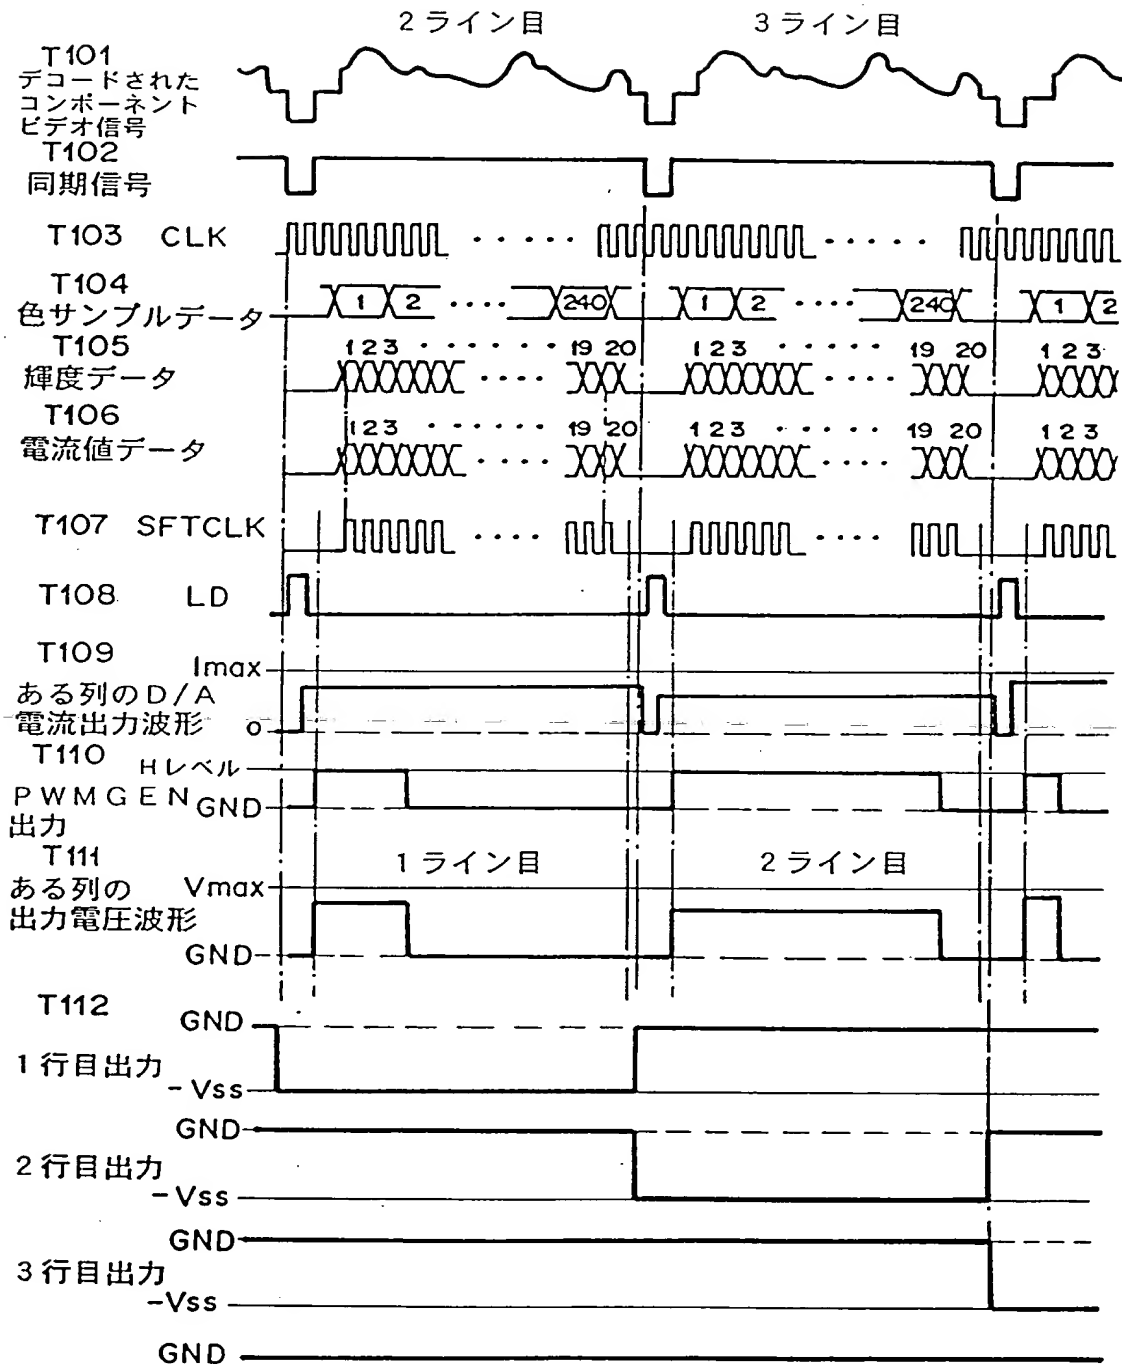 2ライン目 3ライン目
T101
デコードされた
コンポーネント
ビデオ信号
T102
同期信号
T103 CLK
T104
色サンプルデータ
1 2 240 1 2 240 1 2
T105
輝度データ
1 2 3 19 20 1 2 3 19 20 1 2 3
T106
電流値データ
1 2 3 19 20 1 2 3 19 20 1 2 3
T107 SFTCLK
T108 LD
T109
Imax
ある列のD/A
電流出力波形 0
T110 Hレベル
PWMGEN GND
出力
T111 1ライン目 2ライン目
ある列の Vmax
出力電圧波形
GND
T112
GND
1行目出力
-Vss
GND
2行目出力
-Vss
GND
3行目出力
-Vss
GND